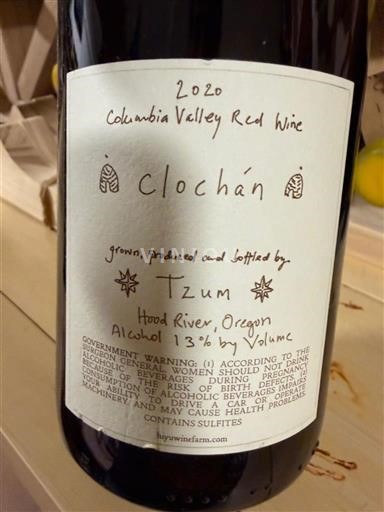 2020
Columbia Valley Red Wine
Clochán
grown, produced and bottled by
Tzum
Hood River, Oregon
Alcohol 13% by Volume
GOVERNMENT WARNING: (1) ACCORDING TO THE
SURGEON GENERAL, WOMEN SHOULD NOT DRINK
ALCOHOLIC BEVERAGES DURING PREGNANCY
BECAUSE OF THE RISK OF BIRTH DEFECTS. (2)
CONSUMPTION OF ALCOHOLIC BEVERAGES IMPAIRS
YOUR ABILITY TO DRIVE A CAR OR OPERATE
MACHINERY, AND MAY CAUSE HEALTH PROBLEMS.
CONTAINS SULFITES
hiyuwinefarm.com